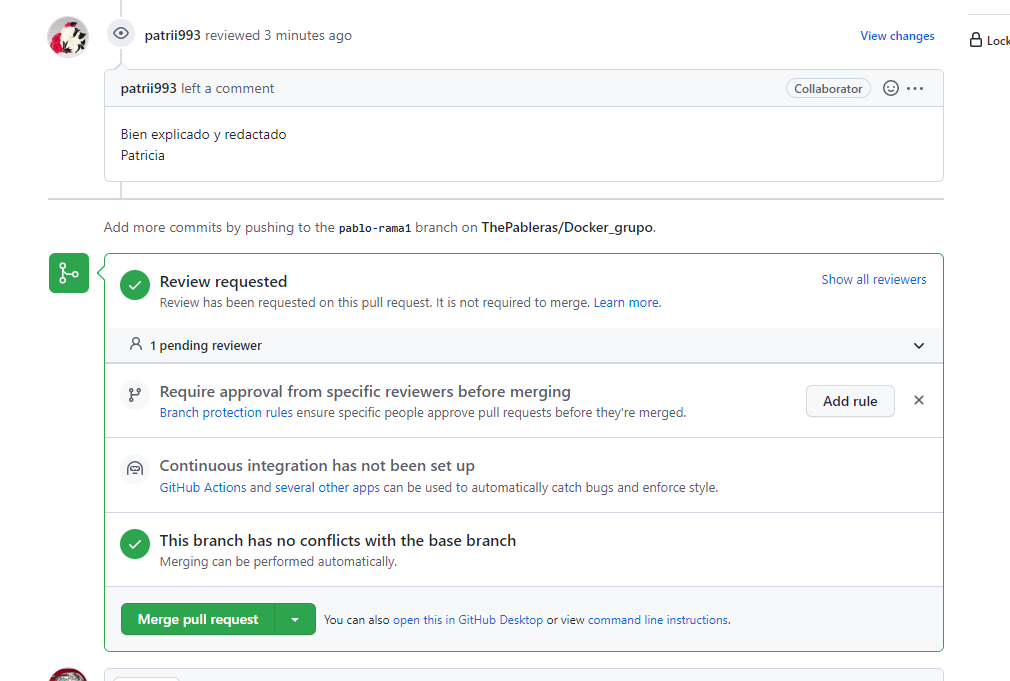 patrii993 reviewed 3 minutes ago
View changes
Lock
patrii993 left a comment
Collaborator
Bien explicado y redactado
Patricia
Add more commits by pushing to the pablo-rama1 branch on ThePableras/Docker_grupo.
Review requested
Show all reviewers
Review has been requested on this pull request. It is not required to merge. Learn more.
1 pending reviewer
Require approval from specific reviewers before merging
Branch protection rules ensure specific people approve pull requests before they're merged.
Add rule
Continuous integration has not been set up
GitHub Actions and several other apps can be used to automatically catch bugs and enforce style.
This branch has no conflicts with the base branch
Merging can be performed automatically.
Merge pull request
You can also open this in GitHub Desktop or view command line instructions.